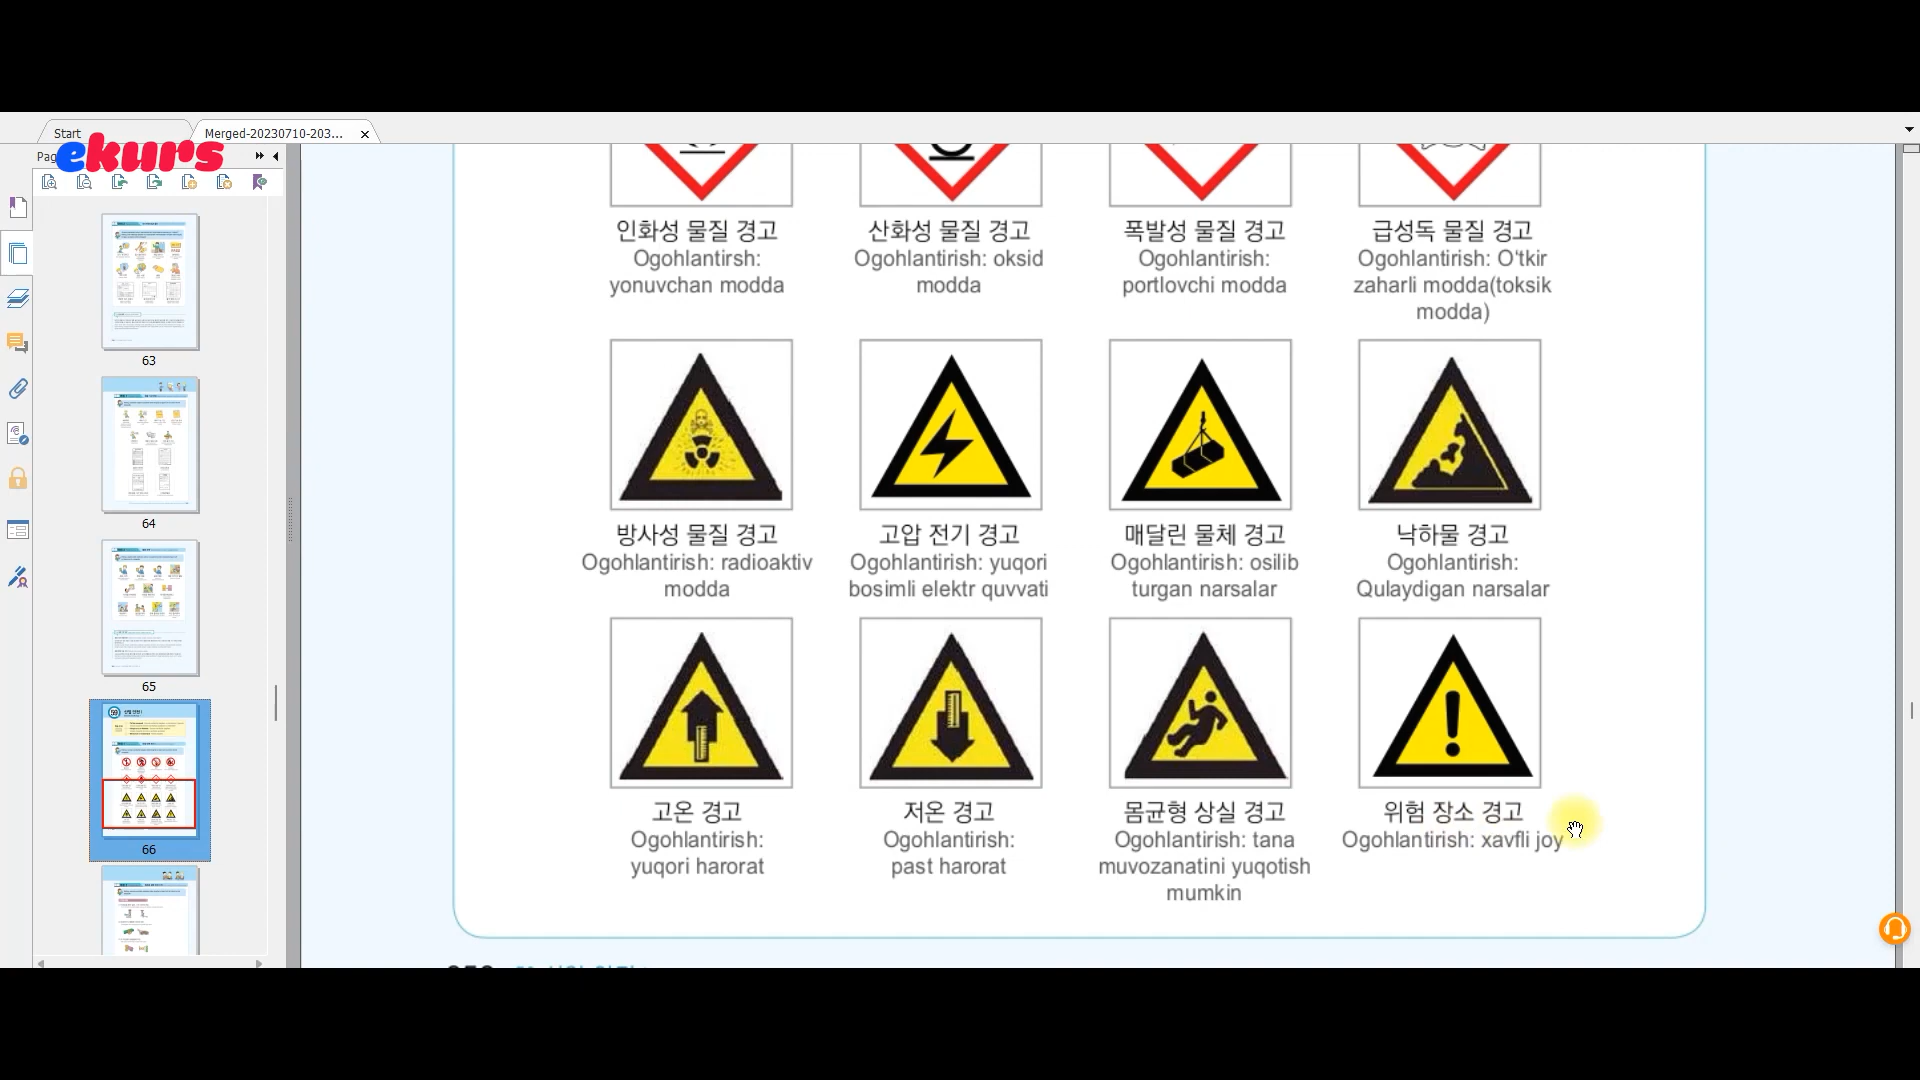 Start
Merged-20230710-203...
Pag
ekurs
63
64
65
66
인화성 물질 경고
Ogohlantirsh:
yonuvchan modda
산화성 물질 경고
Ogohlantirish: oksid
modda
폭발성 물질 경고
Ogohlantirish:
portlovchi modda
급성독 물질 경고
Ogohlantirish: O'tkir
zaharli modda(toksik
modda)
방사성 물질 경고
Ogohlantirish: radioaktiv
modda
고압 전기 경고
Ogohlantirish: yuqori
bosimli elektr quvvati
매달린 물체 경고
Ogohlantirish: osilib
turgan narsalar
낙하물 경고
Ogohlantirish:
Qulaydigan narsalar
고온 경고
Ogohlantirish:
yuqori harorat
저온 경고
Ogohlantirish:
past harorat
몸균형 상실 경고
Ogohlantirish: tana
muvozanatini yuqotish
mumkin
위험 장소 경고
Ogohlantirish: xavfli joy